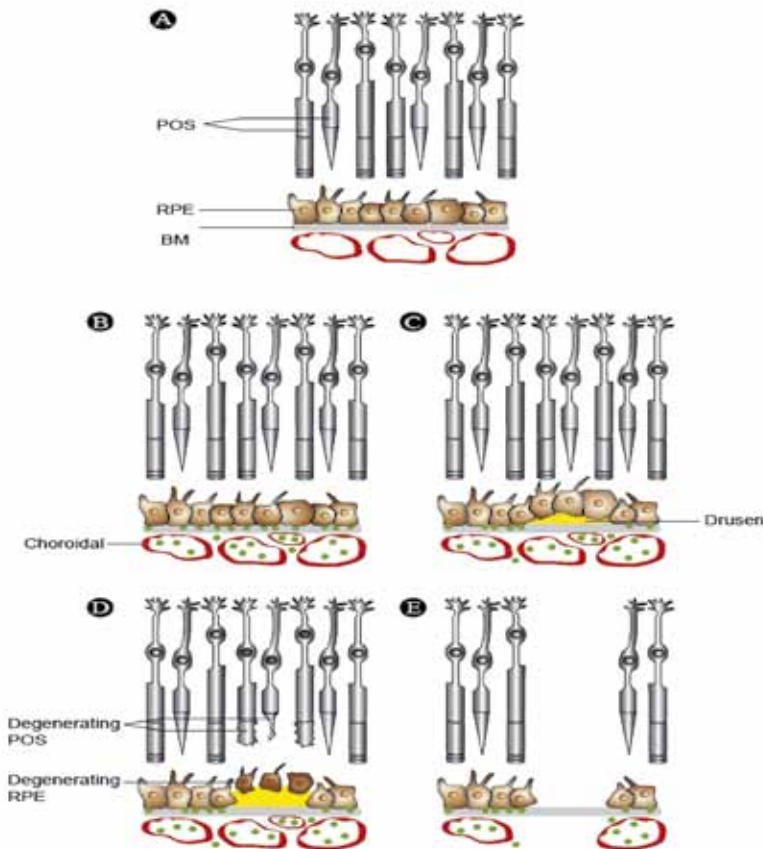 A
POS
RPE
BM
B
C
Choroidal
Drusen
D
E
Degenerating
POS
Degenerating
RPE